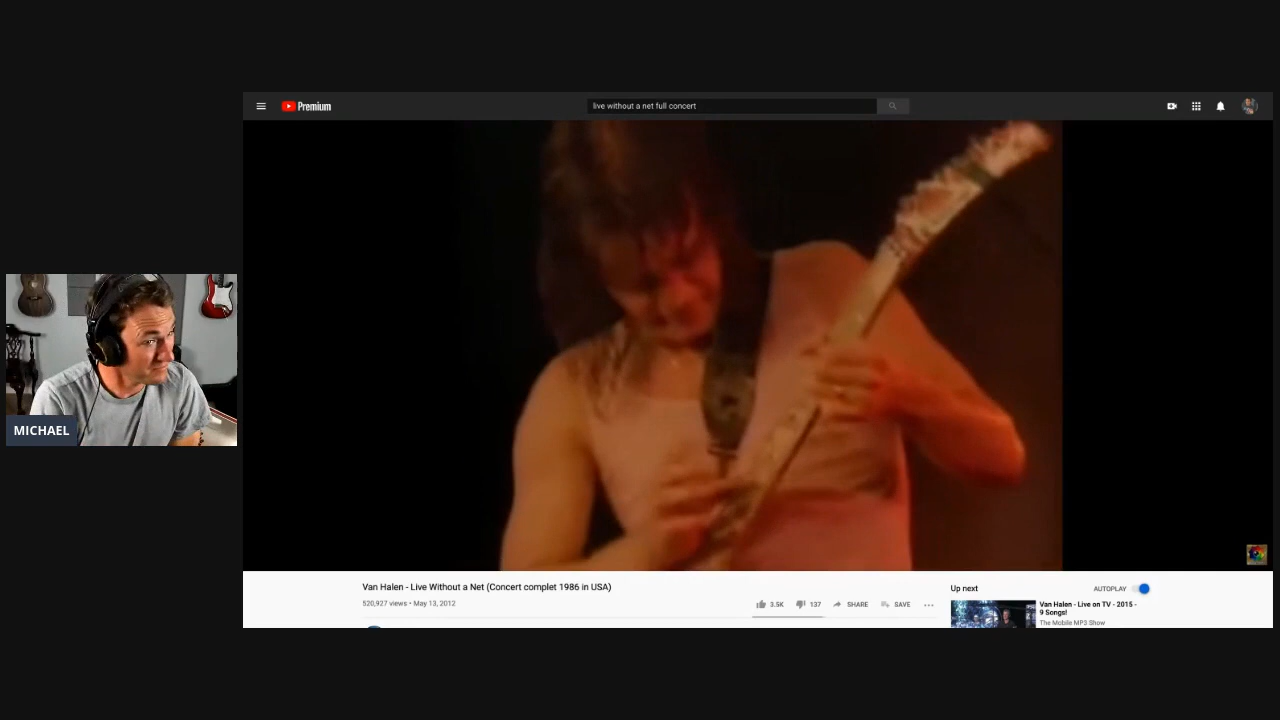 Premium
live without a net full concert
MICHAEL
Van Halen - Live Without a Net (Concert complet 1986 in USA)
520,927 views • May 13, 2012
3.5K
137
SHARE
SAVE
Up next
AUTOPLAY
Van Halen - Live on TV - 2015 -
9 Songs!
The Mobile MP3 Show